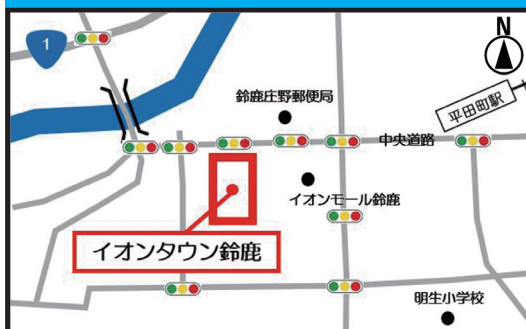 1
N
平田町駅
鈴鹿庄野郵便局
中央道路
イオンモール鈴鹿
イオンタウン鈴鹿
明生小学校